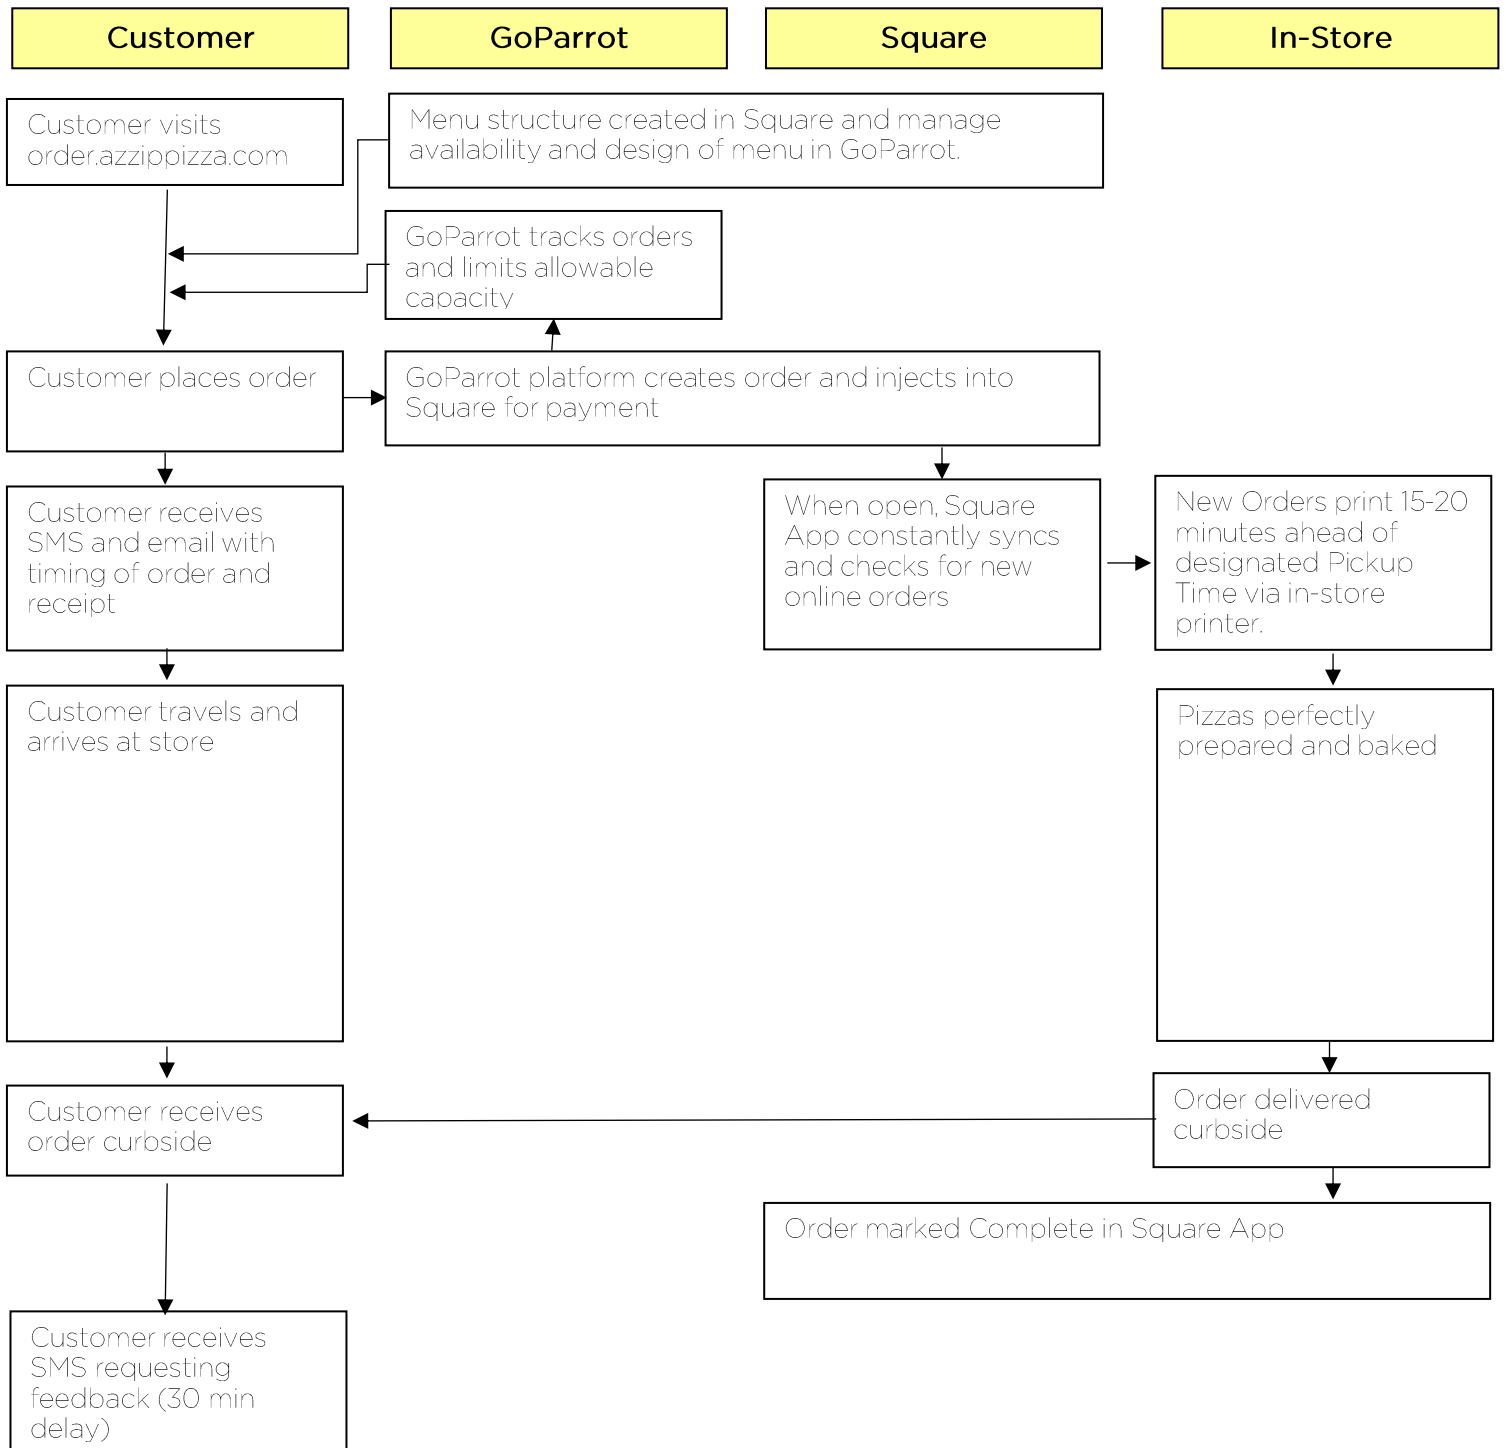 Customer
GoParrot
Square
In-Store
Customer visits
order.azzippizza.com
Menu structure created in Square and manage
availability and design of menu in GoParrot.
GoParrot tracks orders
and limits allowable
capacity
Customer places order
GoParrot platform creates order and injects into
Square for payment
Customer receives
SMS and email with
timing of order and
receipt
When open, Square
App constantly syncs
and checks for new
online orders
New Orders print 15-20
minutes ahead of
designated Pickup
Time via in-store
printer.
Customer travels and
arrives at store
Pizzas perfectly
prepared and baked
Customer receives
order curbside
Order delivered
curbside
Order marked Complete in Square App
Customer receives
SMS requesting
feedback (30 min
delay)